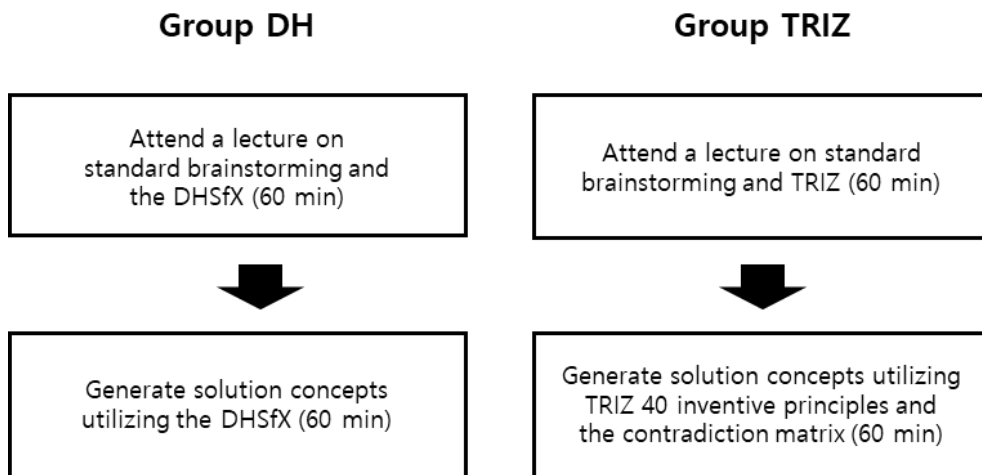 Group DH
Attend a lecture on
standard brainstorming and
the DHSfX (60 min)
Generate solution concepts
utilizing the DHSfX (60 min)
Group TRIZ
Attend a lecture on standard
brainstorming and TRIZ (60 min)
Generate solution concepts utilizing
TRIZ 40 inventive principles and
the contradiction matrix (60 min)